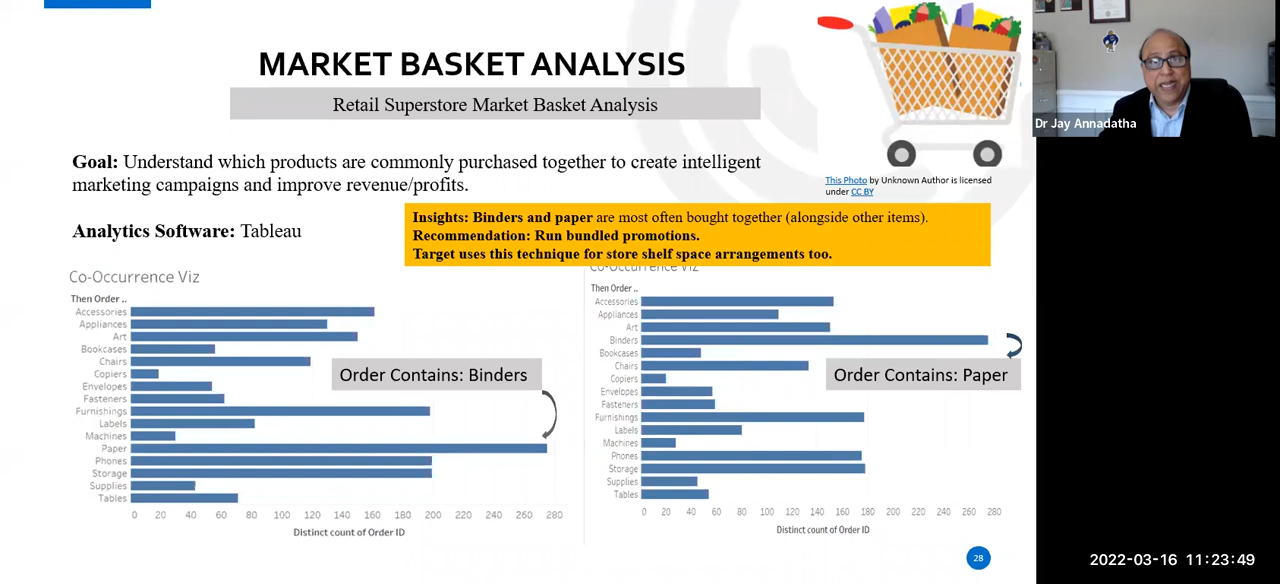 MARKET BASKET ANALYSIS
Retail Superstore Market Basket Analysis
Dr Jay Annadatha
Goal: Understand which products are commonly purchased together to create intelligent
marketing campaigns and improve revenue/profits.
This Photo by Unknown Author is licensed
under CC BY
Analytics Software: Tableau
Insights: Binders and paper are most often bought together (alongside other items).
Recommendation: Run bundled promotions.
Target uses this technique for store shelf space arrangements too.
Co-Occurrence Viz
Then Order ..
Accessories
Appliances
Art
Bookcases
Chairs
Copiers
Envelopes
Fasteners
Furnishings
Labels
Machines
Paper
Phones
Storage
Supplies
Tables
Order Contains: Binders
0 20 40 60 80 100 120 140 160 180 200 220 240 260 280
Distinct count of Order ID
Co-Occurrence Viz
Then Order ..
Accessories
Appliances
Art
Binders
Bookcases
Chairs
Copiers
Envelopes
Fasteners
Furnishings
Labels
Machines
Phones
Storage
Supplies
Tables
Order Contains: Paper
0 20 40 60 80 100 120 140 160 180 200 220 240 260 280
Distinct count of Order ID
28
2022-03-16 11:23:49